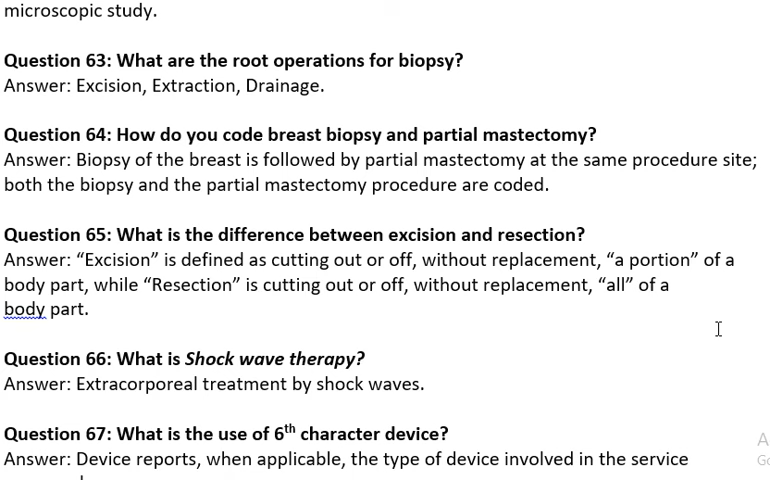 microscopic study.
Question 63: What are the root operations for biopsy?
Answer: Excision, Extraction, Drainage.
Question 64: How do you code breast biopsy and partial mastectomy?
Answer: Biopsy of the breast is followed by partial mastectomy at the same procedure site;
both the biopsy and the partial mastectomy procedure are coded.
Question 65: What is the difference between excision and resection?
Answer: “Excision” is defined as cutting out or off, without replacement, “a portion” of a
body part, while “Resection” is cutting out or off, without replacement, “all” of a
body part.
Question 66: What is Shock wave therapy?
Answer: Extracorporeal treatment by shock waves.
Question 67: What is the use of 6th character device?
Answer: Device reports, when applicable, the type of device involved in the service